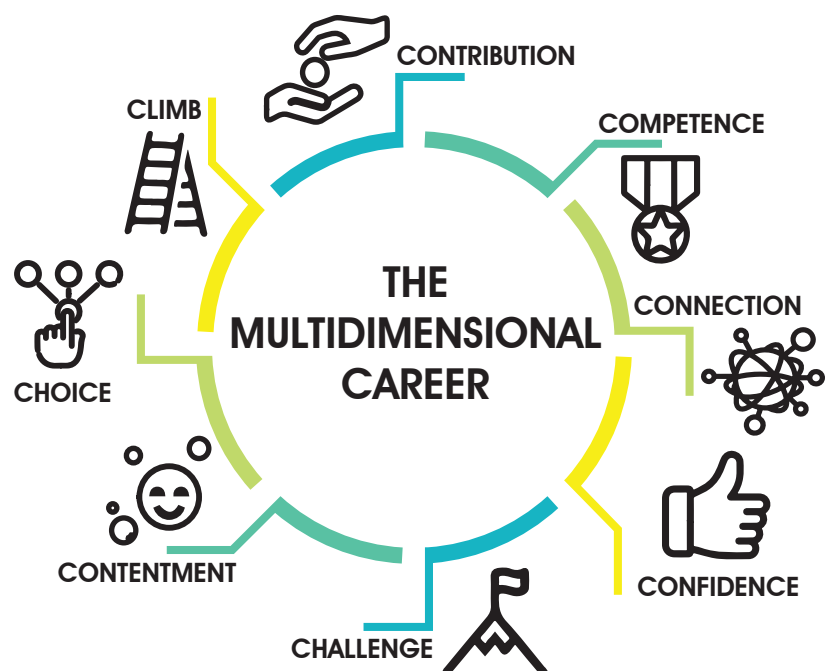 CONTRIBUTION
CLIMB
COMPETENCE
THE
MULTIDIMENSIONAL
CAREER
CONNECTION
CHOICE
CONTENTMENT
CONFIDENCE
CHALLENGE